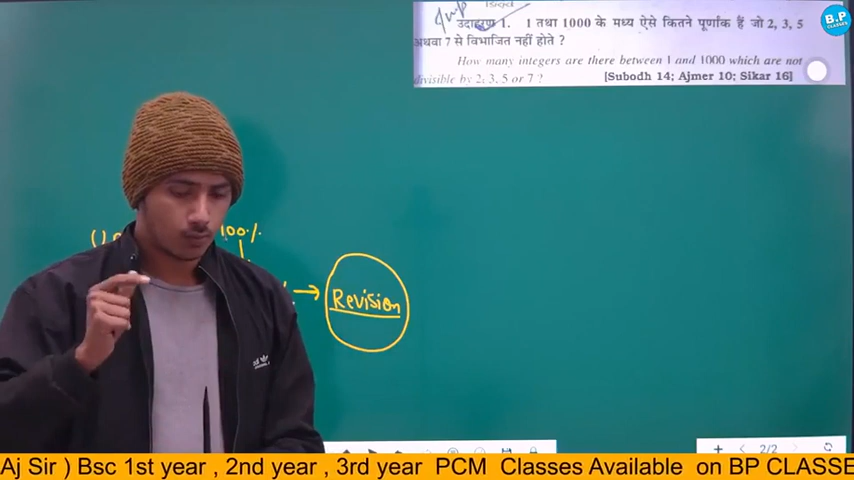 Imp
उदाहरण 1. 1 तथा 1000 के मध्य ऐसे कितने पूर्णांक हैं जो 2, 3, 5
अथवा 7 से विभाजित नहीं होते ?
How many integers are there between 1 and 1000 which are not
divisible by 2, 3, 5 or 7 ?
[Subodh 14; Ajmer 10; Sikar 16]
B.P
CLASSES
100%
Revision
2/2
Aj Sir ) Bsc 1st year , 2nd year , 3rd year PCM Classes Available on BP CLASSE